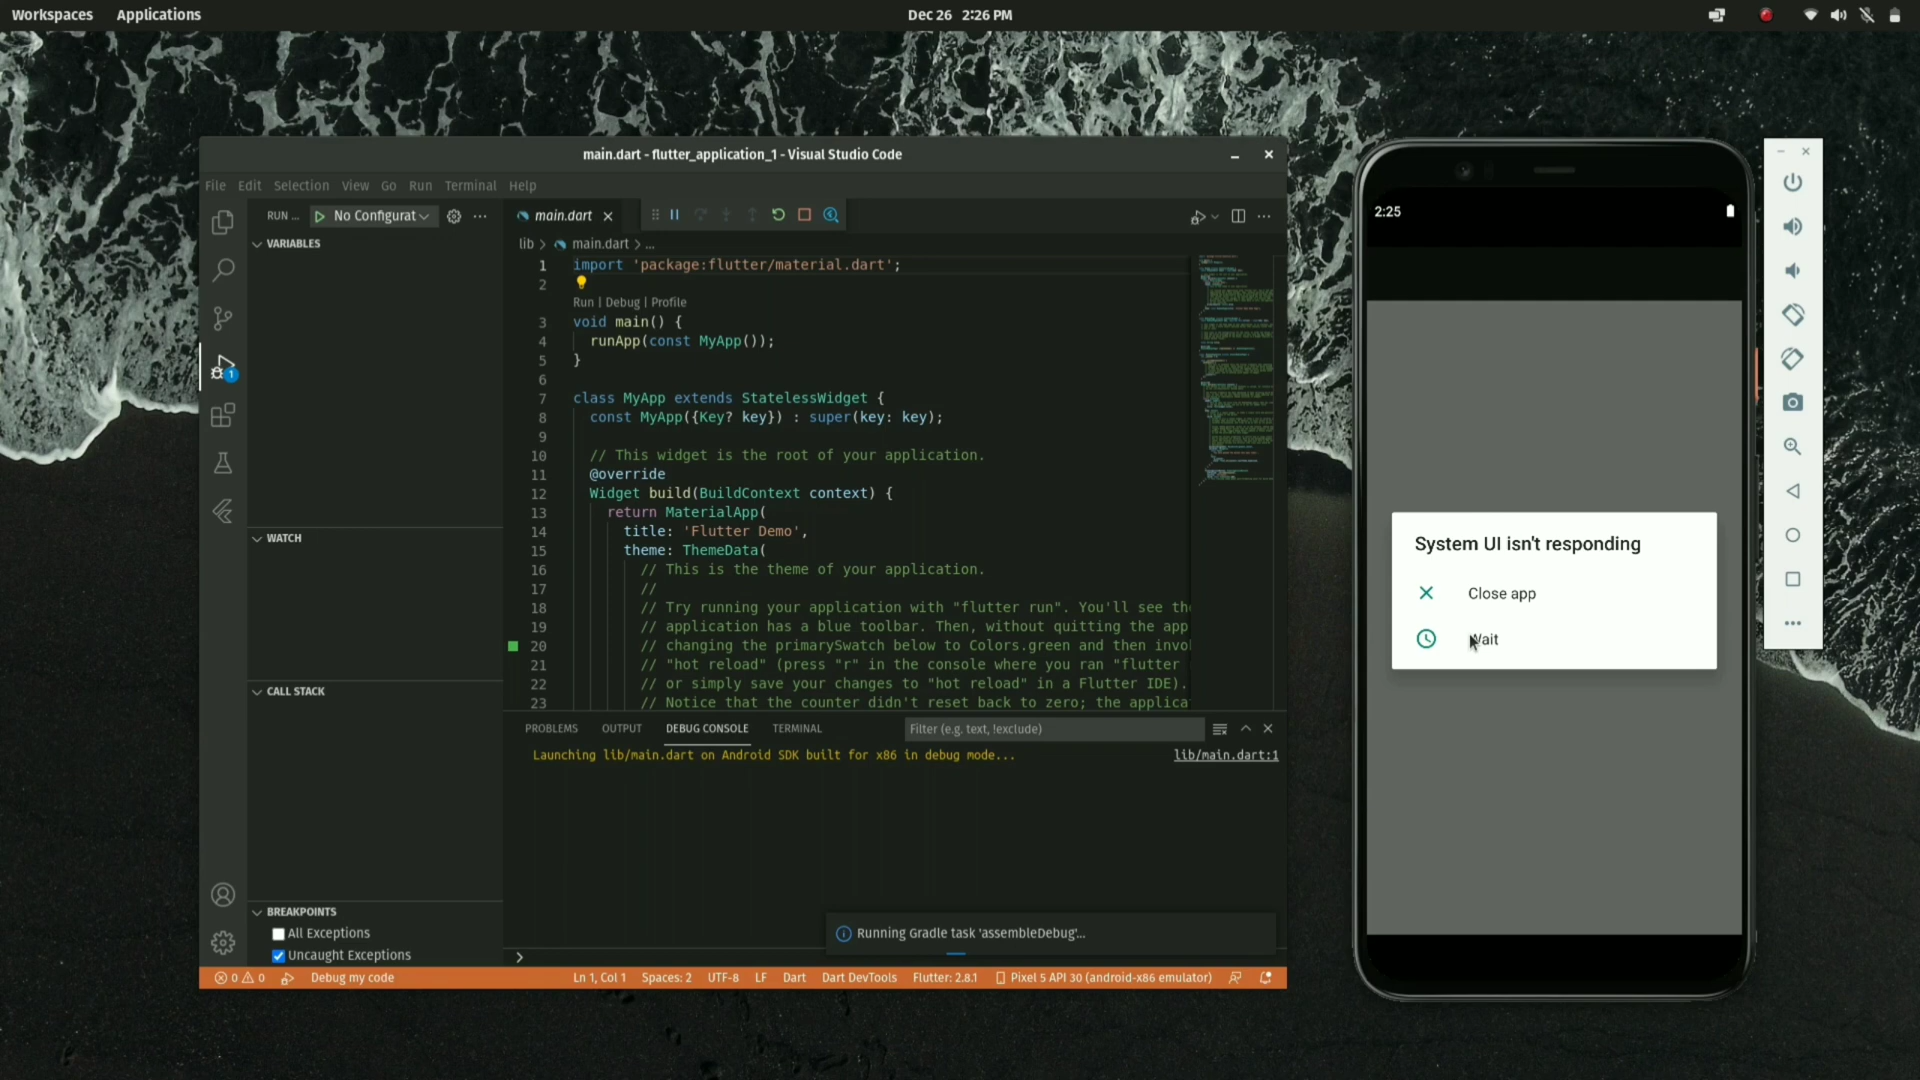 Workspaces Applications Dec 26 2:26 PM
main.dart - flutter_application_1 - Visual Studio Code
File Edit Selection View Go Run Terminal Help
RUN ... No Configurat
main.dart
VARIABLES
lib > main.dart > ...
1 import 'package:flutter/material.dart';
2
Run | Debug | Profile
3 void main() {
4 runApp(const MyApp());
5 }
6
7 class MyApp extends StatelessWidget {
8 const MyApp({Key? key}) : super(key: key);
9
10 // This widget is the root of your application.
11 @override
12 Widget build(BuildContext context) {
13 return MaterialApp(
14 title: 'Flutter Demo',
15 theme: ThemeData(
16 // This is the theme of your application.
17 //
18 // Try running your application with "flutter run". You'll see the
19 // application has a blue toolbar. Then, without quitting the app
20 // changing the primarySwatch below to Colors.green and then invo
21 // "hot reload" (press "r" in the console where you ran "flutter
22 // or simply save your changes to "hot reload" in a Flutter IDE).
23 // Notice that the counter didn't reset back to zero; the applica
1
WATCH
CALL STACK
BREAKPOINTS
All Exceptions
Uncaught Exceptions
PROBLEMS OUTPUT DEBUG CONSOLE TERMINAL Filter (e.g. text, !exclude)
Launching lib/main.dart on Android SDK built for x86 in debug mode... lib/main.dart:1
Running Gradle task 'assembleDebug'...
0 0 Debug my code Ln 1, Col 1 Spaces: 2 UTF-8 LF Dart Dart DevTools Flutter: 2.8.1 Pixel 5 API 30 (android-x86 emulator)
2:25
System UI isn't responding
Close app
Wait